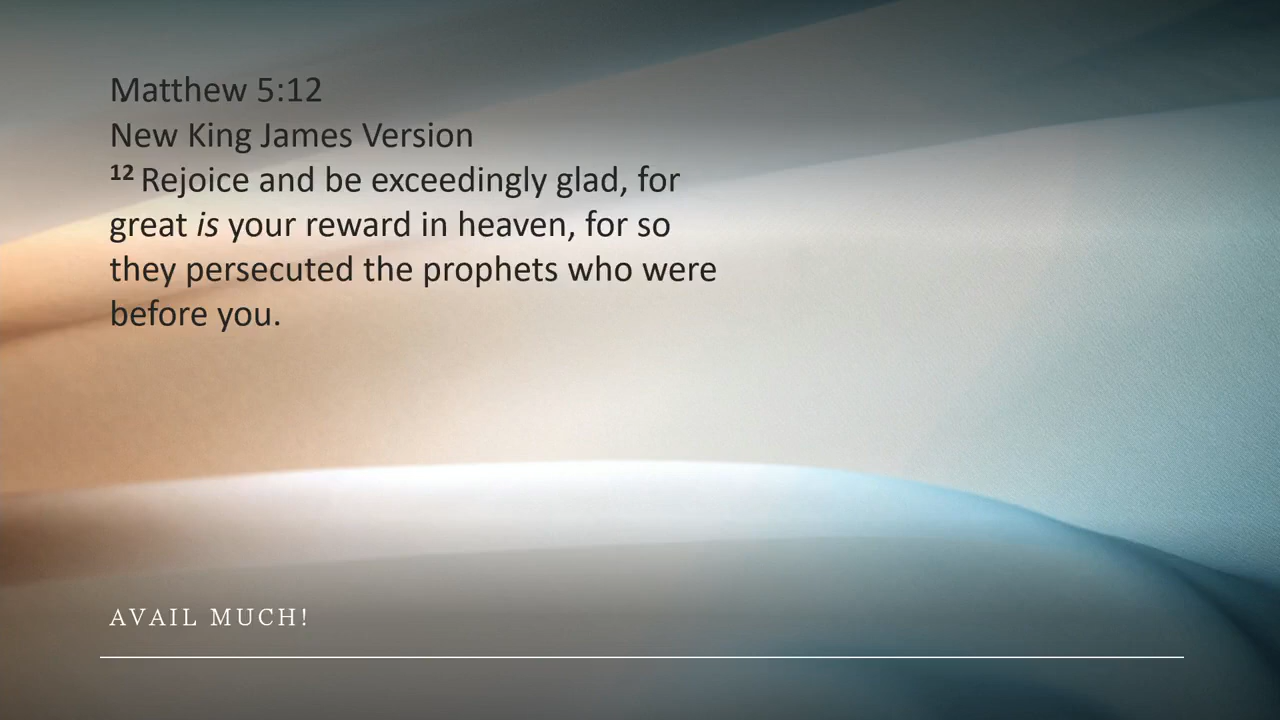 Matthew 5:12
New King James Version
12 Rejoice and be exceedingly glad, for
great is your reward in heaven, for so
they persecuted the prophets who were
before you.
AVAIL MUCH!